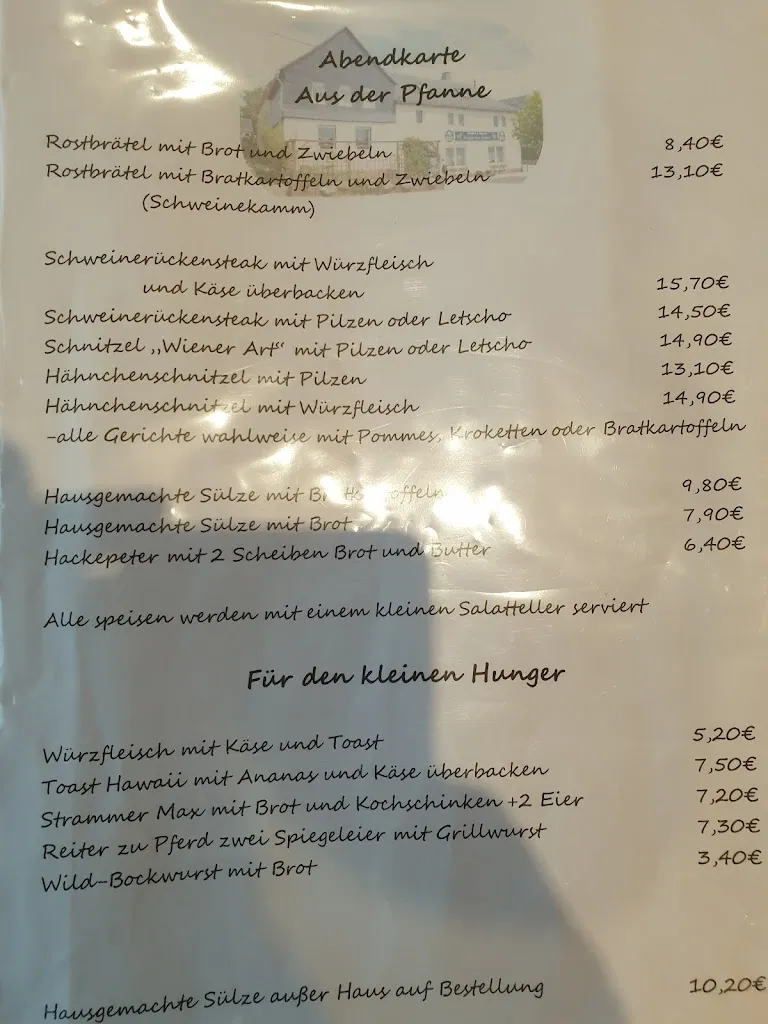 Abendkarte
Aus der Pfanne
Rostbrätel mit Brot und Zwiebeln 8,40€
Rostbrätel mit Bratkartoffeln und Zwiebeln 13,10€
(Schweinekamm)
Schweinerückensteak mit Würzfleisch
und Käse überbacken 15,70€
Schweinerückensteak mit Pilzen oder Letscho 14,50€
Schnitzel „Wiener Art“ mit Pilzen oder Letscho 14,90€
Hähnchenschnitzel mit Pilzen 13,10€
Hähnchenschnitzel mit Würzfleisch 14,90€
-alle Gerichte wahlweise mit Pommes, Kroketten oder Bratkartoffeln
Hausgemachte Sülze mit Bratkartoffeln 9,80€
Hausgemachte Sülze mit Brot 7,90€
Hackepeter mit 2 Scheiben Brot und Butter 6,40€
Alle speisen werden mit einem kleinen Salatteller serviert
Für den kleinen Hunger
Würzfleisch mit Käse und Toast 5,20€
Toast Hawaii mit Ananas und Käse überbacken 7,50€
Strammer Max mit Brot und Kochschinken +2 Eier 7,20€
Reiter zu Pferd zwei Spiegeleier mit Grillwurst 7,30€
Wild-Bockwurst mit Brot 3,40€
Hausgemachte Sülze außer Haus auf Bestellung 10,20€